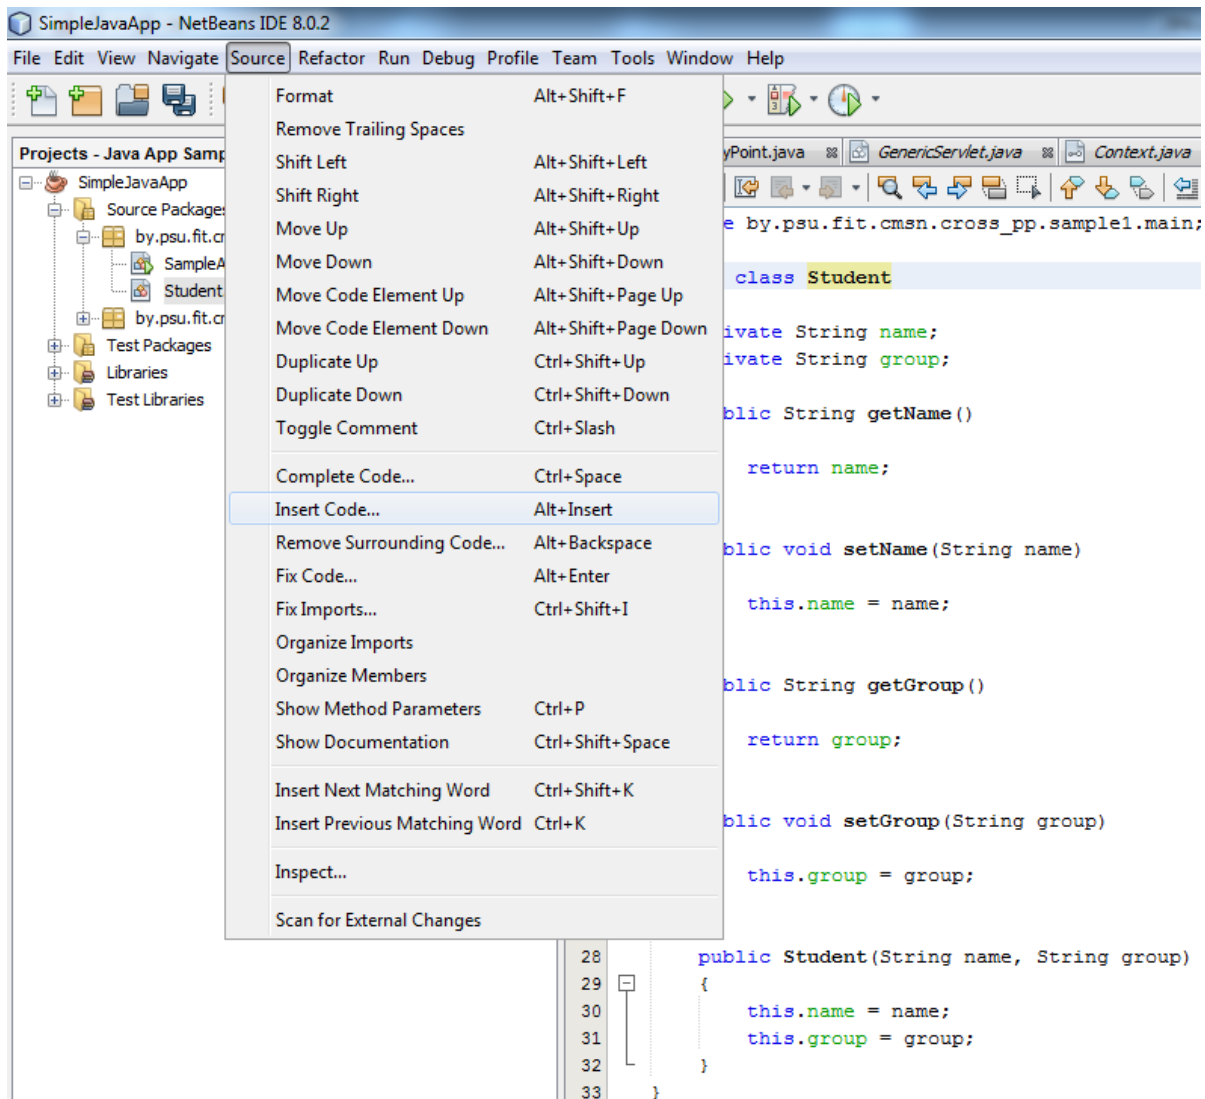 SimpleJavaApp - NetBeans IDE 8.0.2
File Edit View Navigate Source Refactor Run Debug Profile Team Tools Window Help
Format Alt+Shift+F
Remove Trailing Spaces
Shift Left Alt+Shift+Left
Shift Right Alt+Shift+Right
Move Up Alt+Shift+Up
Move Down Alt+Shift+Down
Move Code Element Up Alt+Shift+Page Up
Move Code Element Down Alt+Shift+Page Down
Duplicate Up Ctrl+Shift+Up
Duplicate Down Ctrl+Shift+Down
Toggle Comment Ctrl+Slash
Complete Code... Ctrl+Space
Insert Code... Alt+Insert
Remove Surrounding Code... Alt+Backspace
Fix Code... Alt+Enter
Fix Imports... Ctrl+Shift+I
Organize Imports
Organize Members
Show Method Parameters Ctrl+P
Show Documentation Ctrl+Shift+Space
Insert Next Matching Word Ctrl+Shift+K
Insert Previous Matching Word Ctrl+K
Inspect...
Scan for External Changes
Projects - Java App Samp
SimpleJavaApp
Source Packages
by.psu.fit.cr
SampleA
Student
by.psu.fit.cr
Test Packages
Libraries
Test Libraries
yPoint.java GenericServlet.java Context.java
e by.psu.fit.cmsn.cross_pp.sample1.main;
class Student
ivate String name;
ivate String group;
blic String getName()
return name;
blic void setName(String name)
this.name = name;
blic String getGroup()
return group;
blic void setGroup(String group)
this.group = group;
28 public Student(String name, String group)
29 {
30 this.name = name;
31 this.group = group;
32 }
33 }